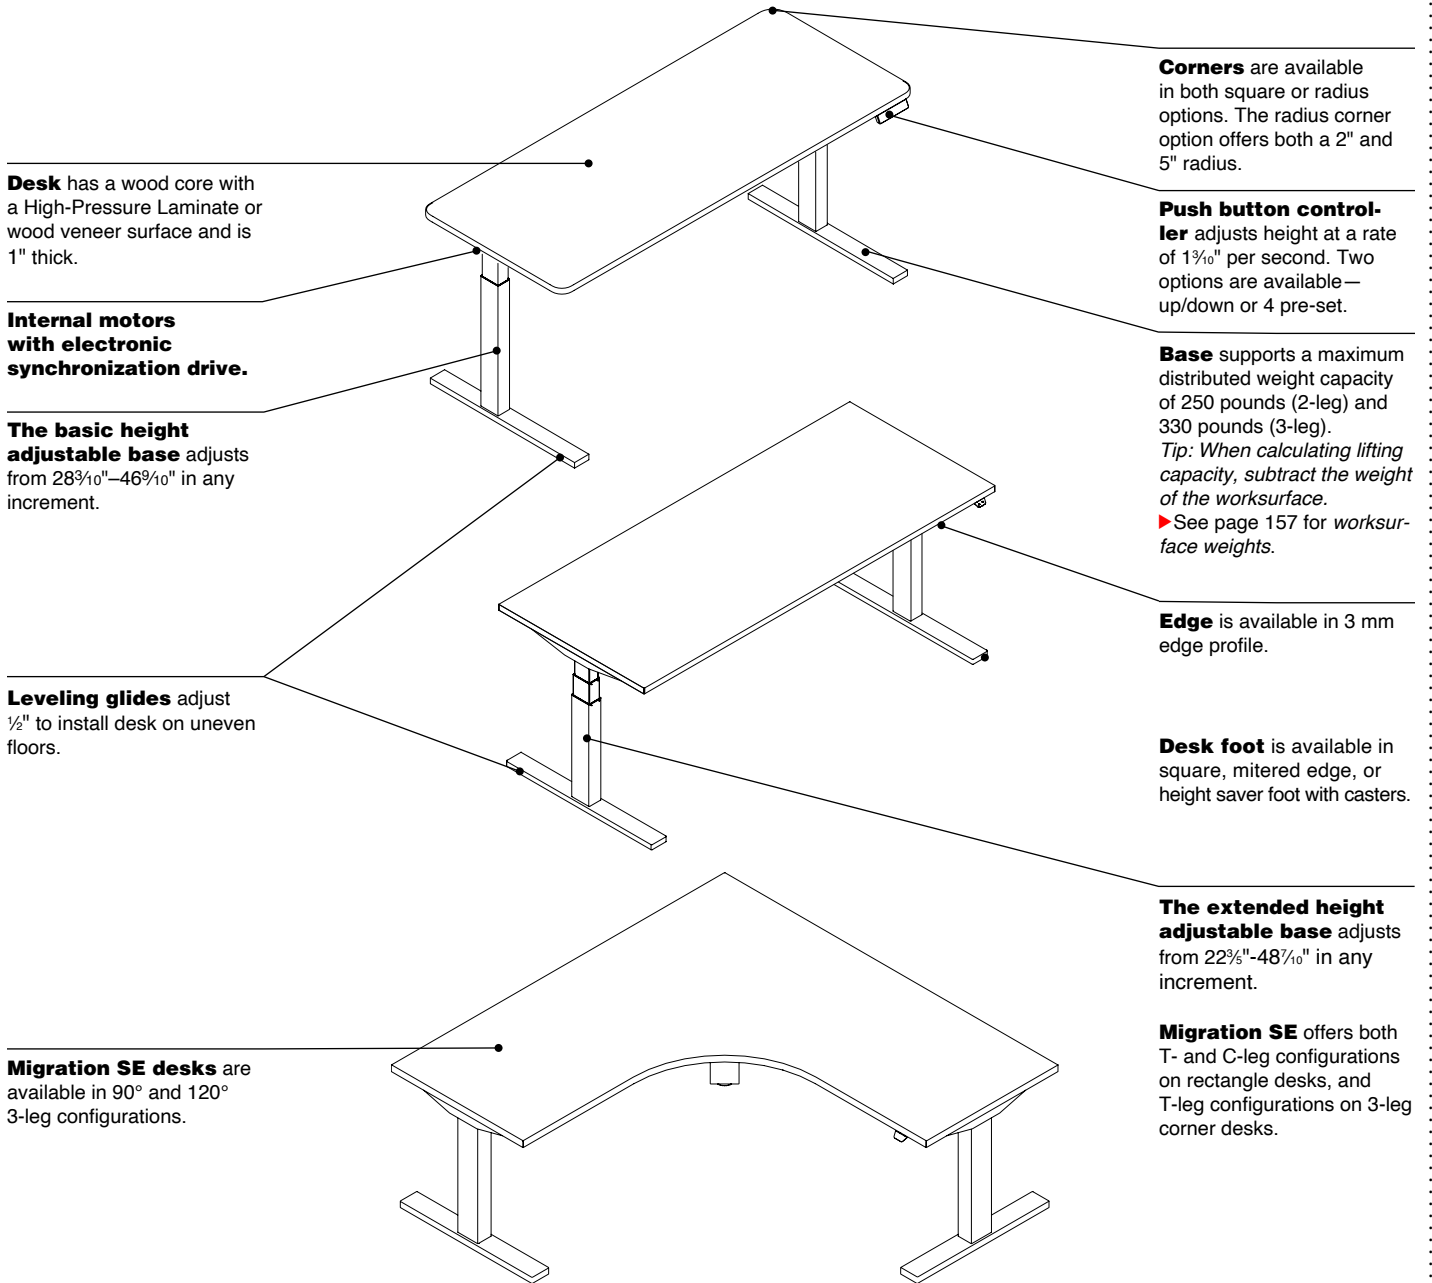 Corners are available
in both square or radius
options. The radius corner
option offers both a 2" and
5" radius.
Desk has a wood core with
a High-Pressure Laminate or
wood veneer surface and is
1" thick.
Push button control-
ler adjusts height at a rate
of 1³⁄₁₀" per second. Two
options are available—
up/down or 4 pre-set.
Internal motors
with electronic
synchronization drive.
Base supports a maximum
distributed weight capacity
of 250 pounds (2-leg) and
330 pounds (3-leg).
Tip: When calculating lifting
capacity, subtract the weight
of the worksurface.
▶See page 157 for worksur-
face weights.
The basic height
adjustable base adjusts
from 28³⁄₁₀"–46⁹⁄₁₀" in any
increment.
Edge is available in 3 mm
edge profile.
Leveling glides adjust
½" to install desk on uneven
floors.
Desk foot is available in
square, mitered edge, or
height saver foot with casters.
The extended height
adjustable base adjusts
from 22³⁄₅"-48⁷⁄₁₀" in any
increment.
Migration SE offers both
T- and C-leg configurations
on rectangle desks, and
T-leg configurations on 3-leg
corner desks.
Migration SE desks are
available in 90° and 120°
3-leg configurations.